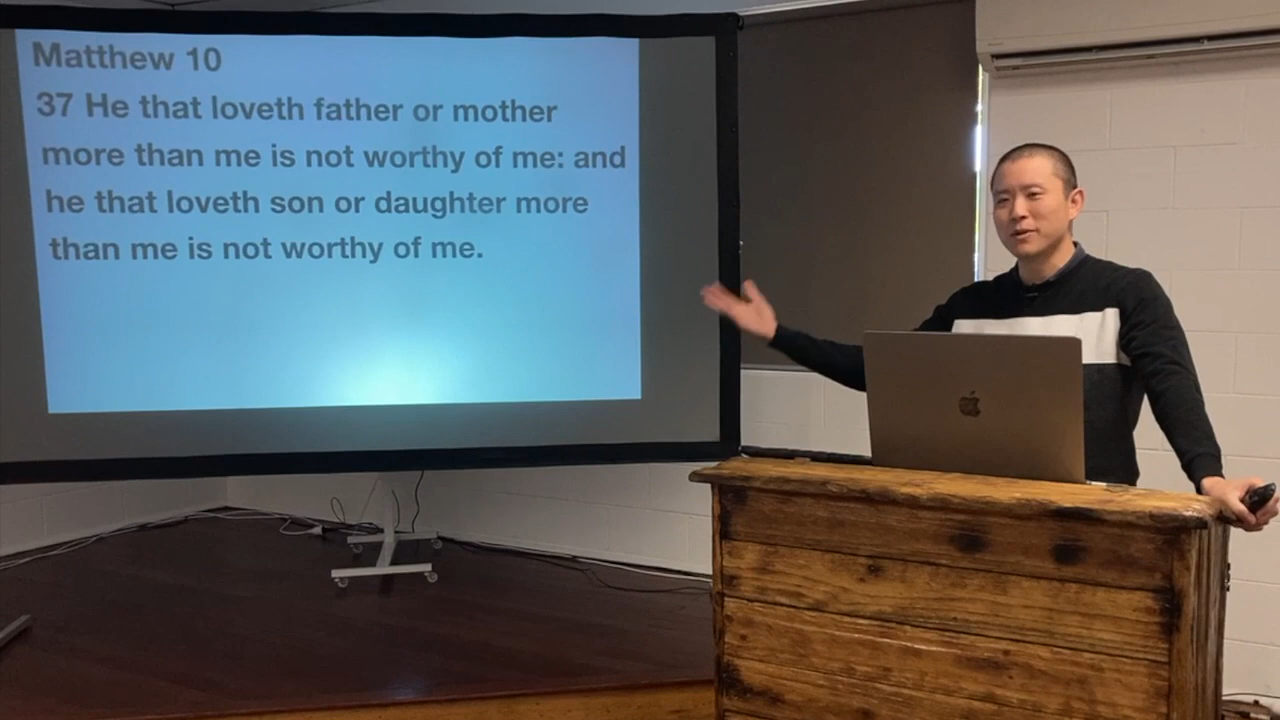 Matthew 10
37 He that loveth father or mother
more than me is not worthy of me: and
he that loveth son or daughter more
than me is not worthy of me.